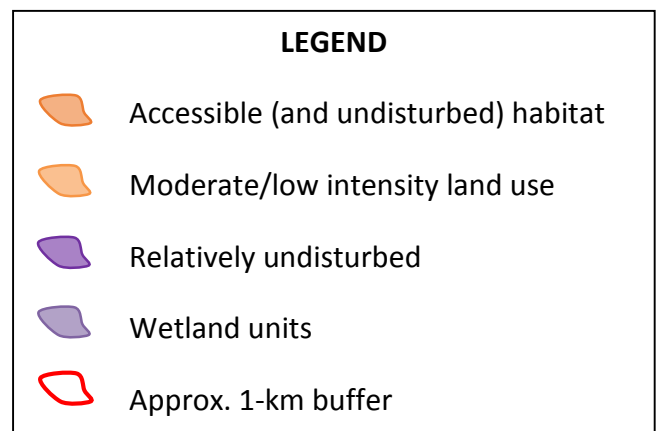 LEGEND
Accessible (and undisturbed) habitat
Moderate/low intensity land use
Relatively undisturbed
Wetland units
Approx. 1-km buffer